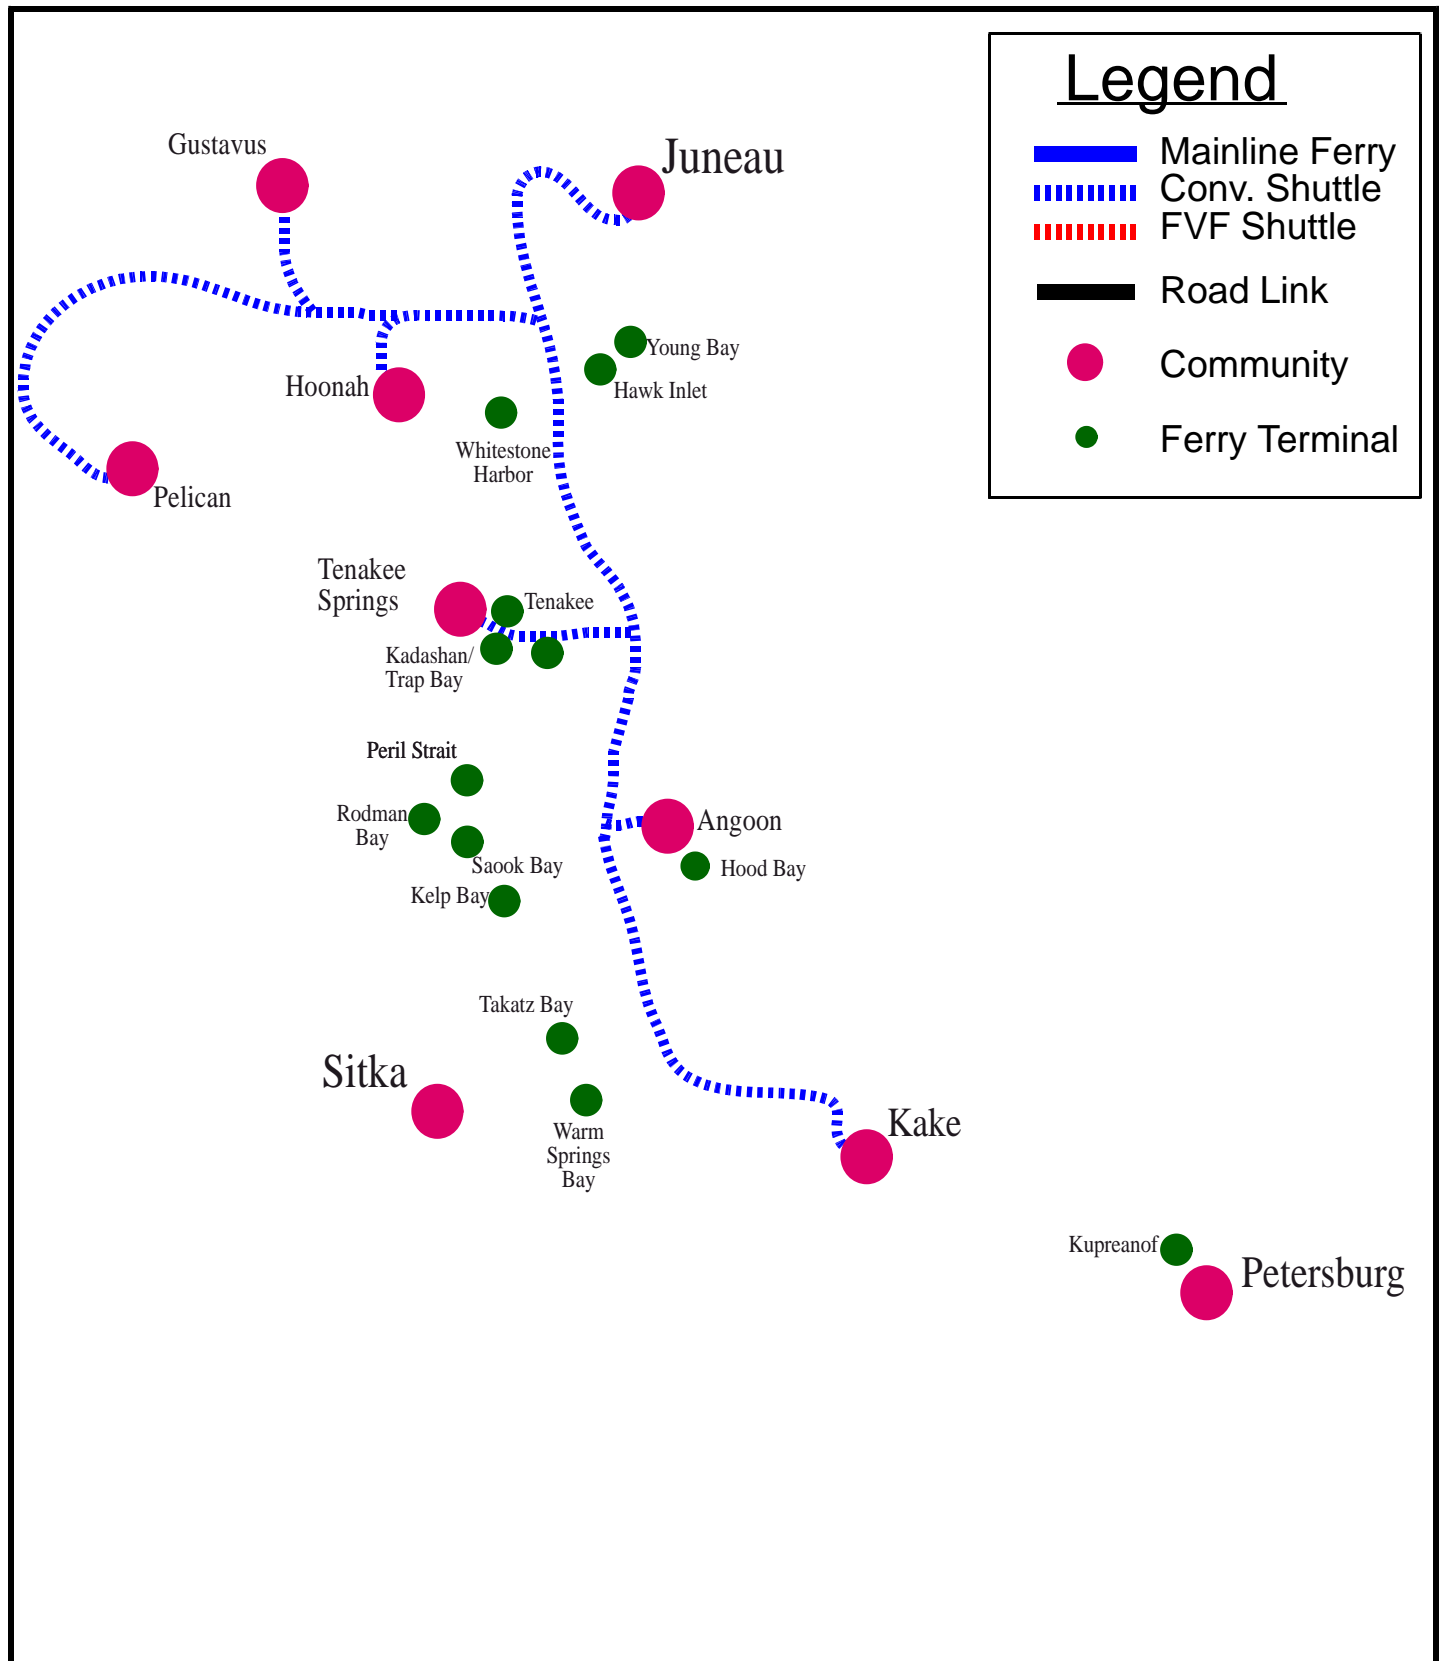 Legend
Mainline Ferry
Conv. Shuttle
FVF Shuttle
Road Link
Community
Ferry Terminal
Gustavus
Juneau
Young Bay
Hawk Inlet
Hoonah
Whitestone
Harbor
Pelican
Tenakee
Springs
Tenakee
Kadashan/
Trap Bay
Peril Strait
Rodman
Bay
Saook Bay
Kelp Bay
Angoon
Hood Bay
Takatz Bay
Sitka
Warm
Springs
Bay
Kake
Kupreanof
Petersburg